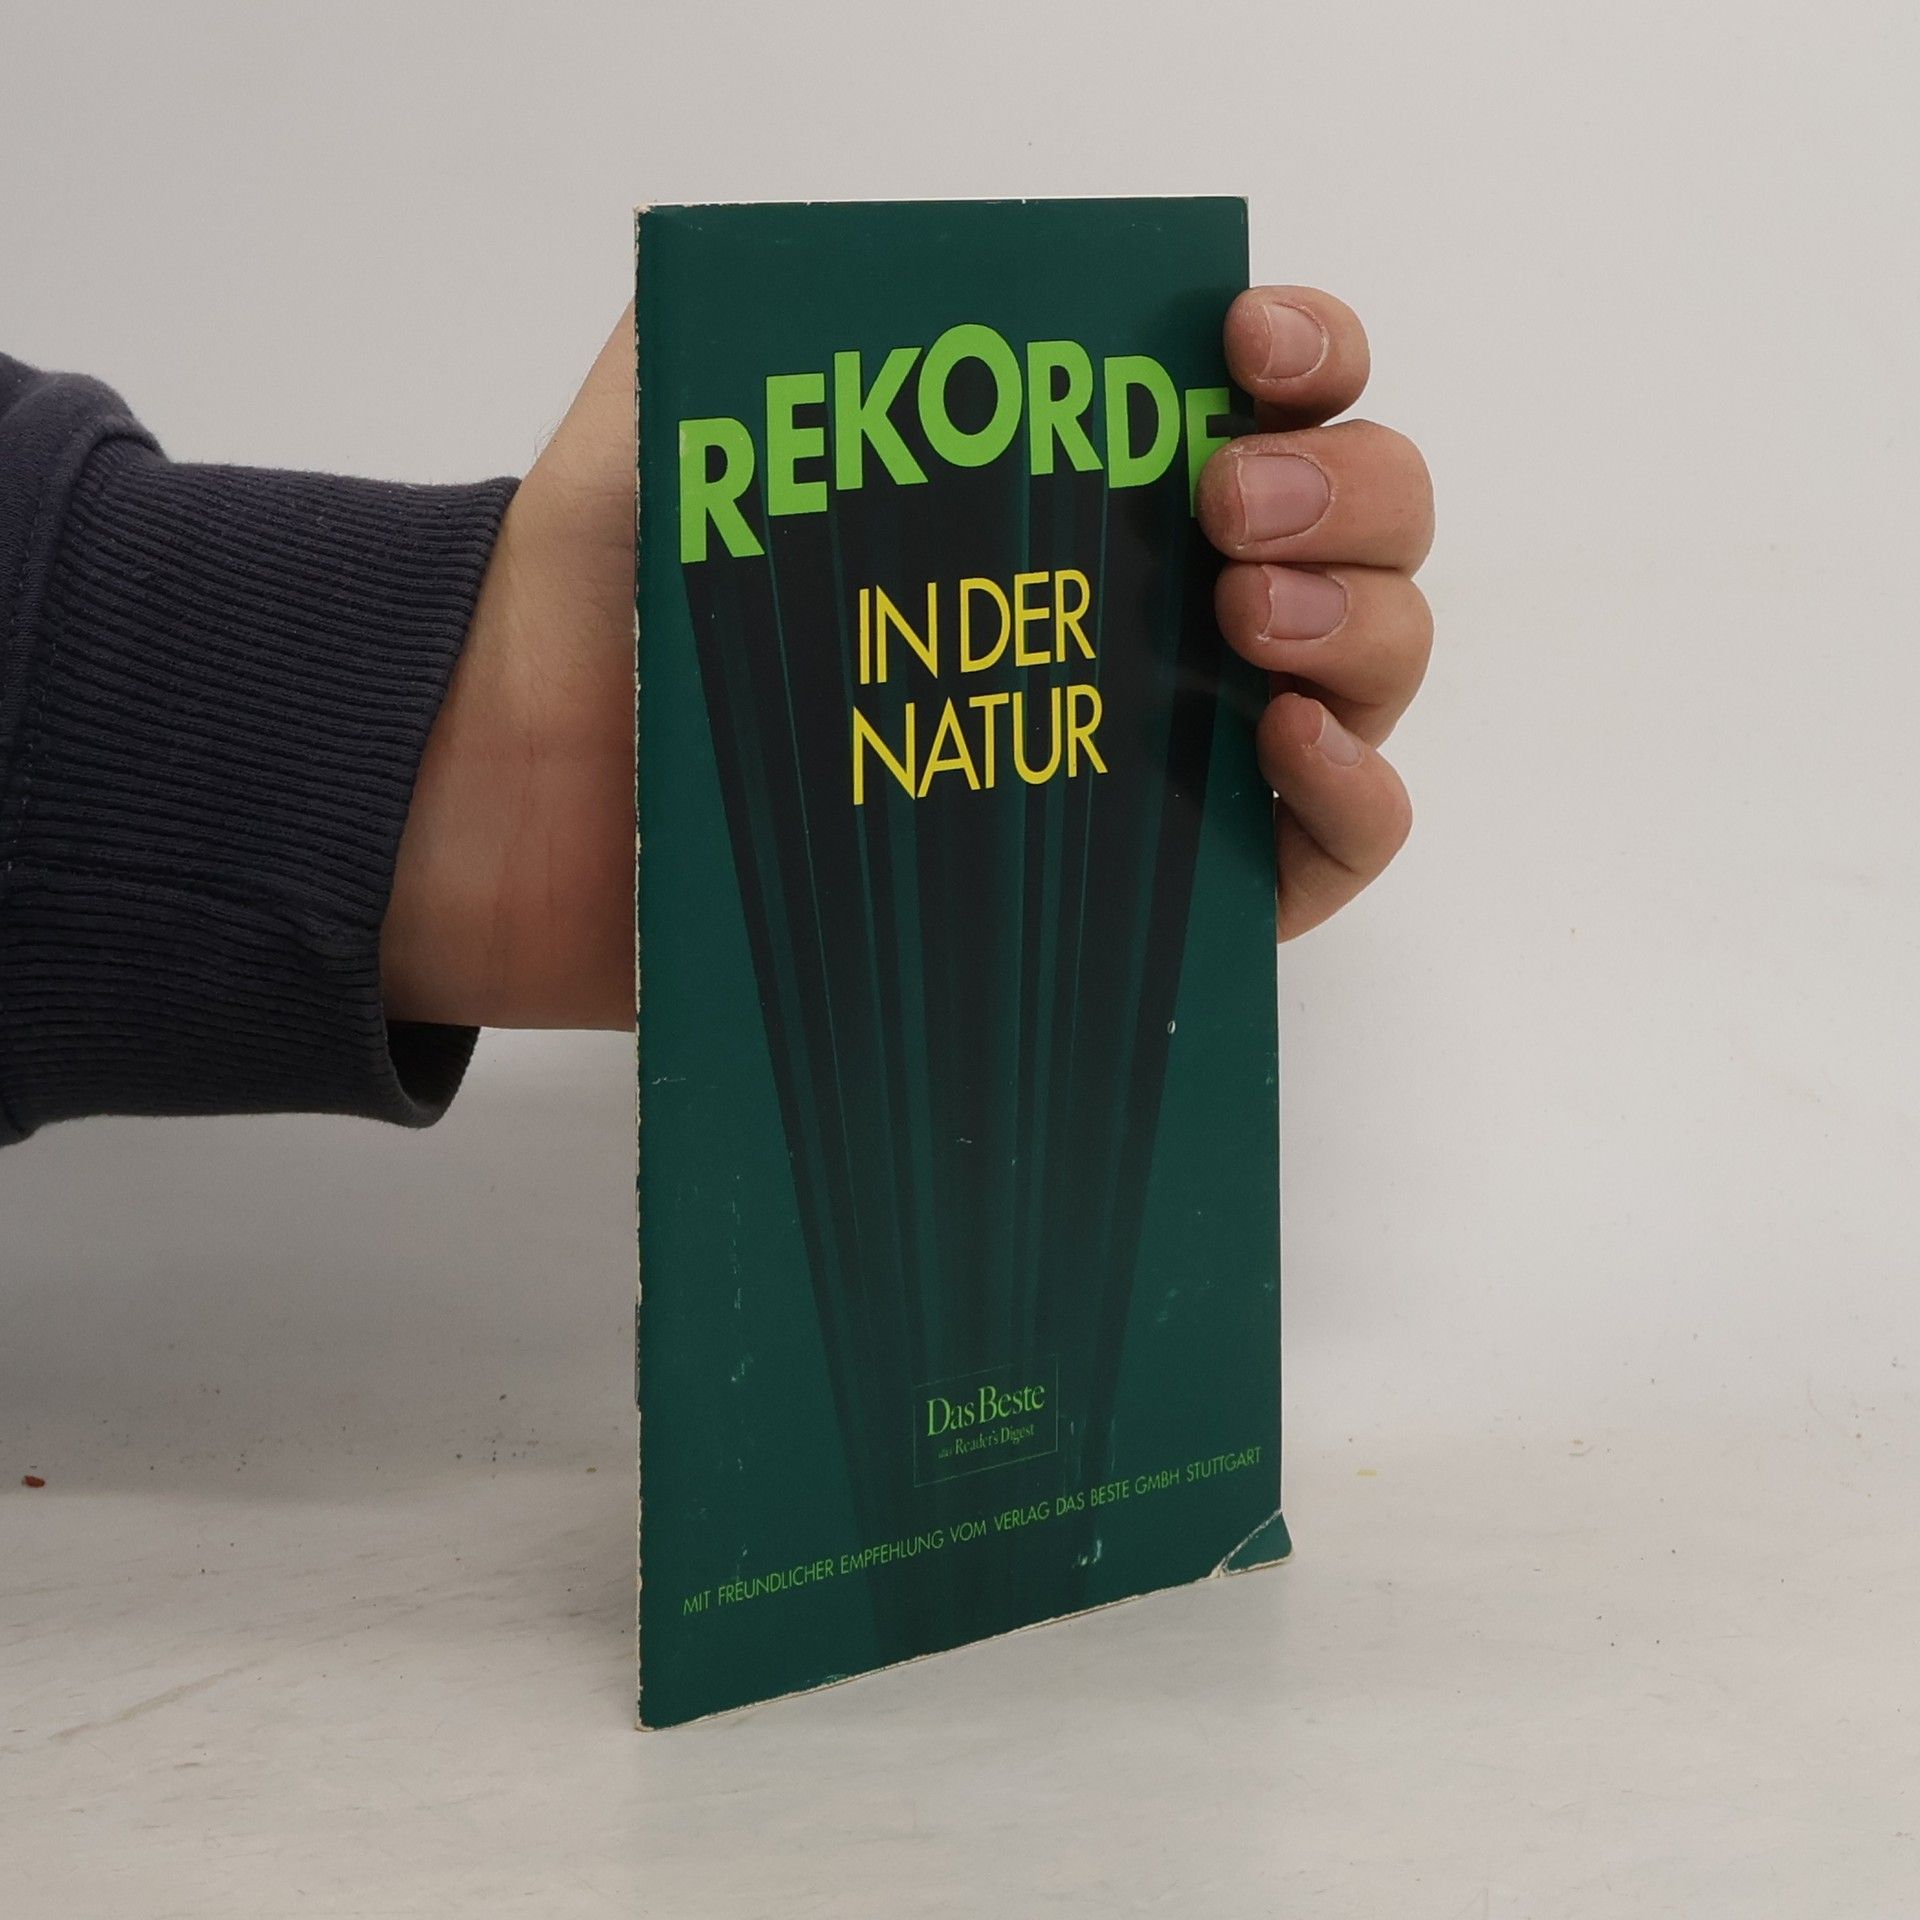 REKORDE
IN DER
NATUR
Das Beste
aus Reader's Digest
MIT FREUNDLICHER EMPFEHLUNG VOM VERLAG DAS BESTE GMBH STUTTGART